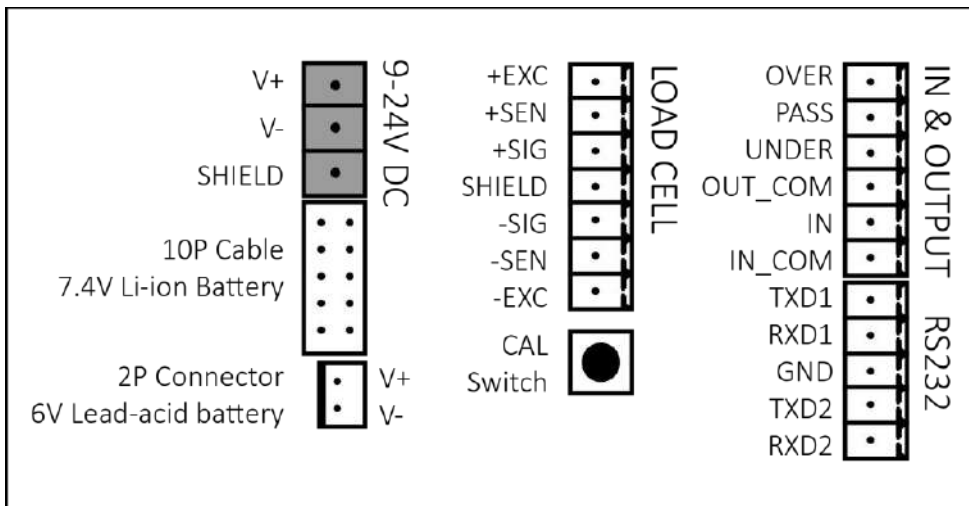 V+
V-
SHIELD
9-24V DC
10P Cable
7.4V Li-ion Battery
2P Connector
6V Lead-acid battery
V+
V-
+EXC
+SEN
+SIG
SHIELD
-SIG
-SEN
-EXC
LOAD CELL
CAL
Switch
OVER
PASS
UNDER
OUT_COM
IN
IN_COM
IN & OUTPUT
TXD1
RXD1
GND
TXD2
RXD2
RS232